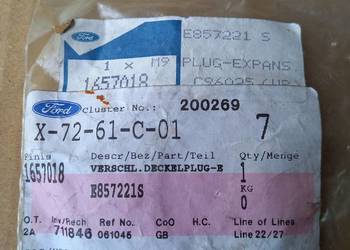 Ford
E857221 S
1 x M9 PLUG-EXPANS
1657018
Ford
Cluster No.: 200269
X-72-61-C-01 7
Finis Descr/Bez/Part/Teil Qty/Menge
1657018 VERSCHL.DECKELPLUG-E 1
E857221S KG
0
O.T. Inv/Rech Ref No. CoO H.C. Line of Lines
2A 711846 061045 GB Line 22/27